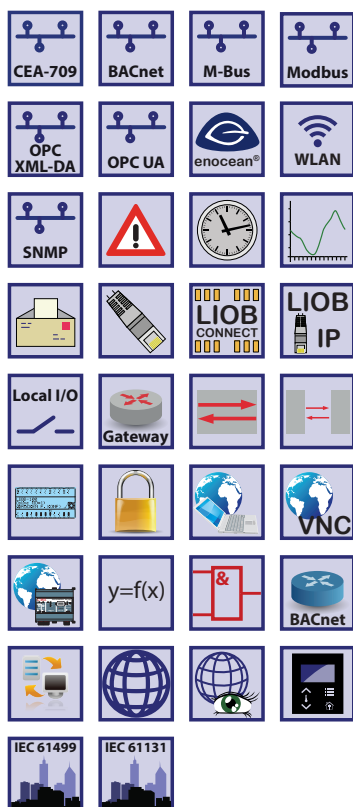 CEA-709
BACnet
M-Bus
Modbus
OPC
XML-DA
OPC UA
enocean®
WLAN
SNMP
LIOB
CONNECT
LIOB
IP
Local I/O
Gateway
VNC
y=f(x)
&
BACnet
IEC 61499
IEC 61131